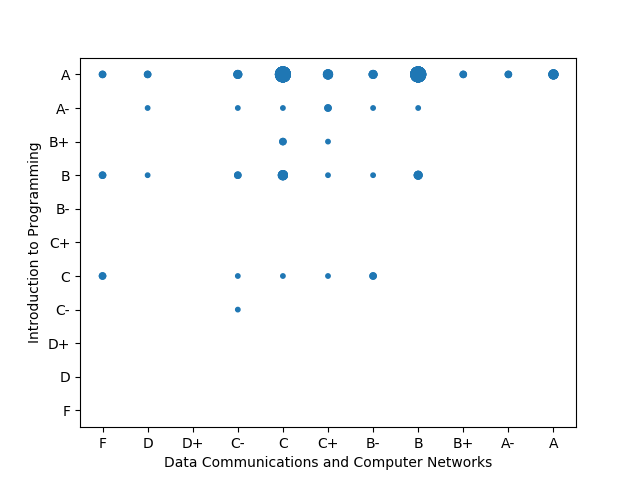 Introduction to Programming
A
A-
B+
B
B-
C+
C
C-
D+
D
F
F D D+ C- C C+ B- B B+ A- A
Data Communications and Computer Networks